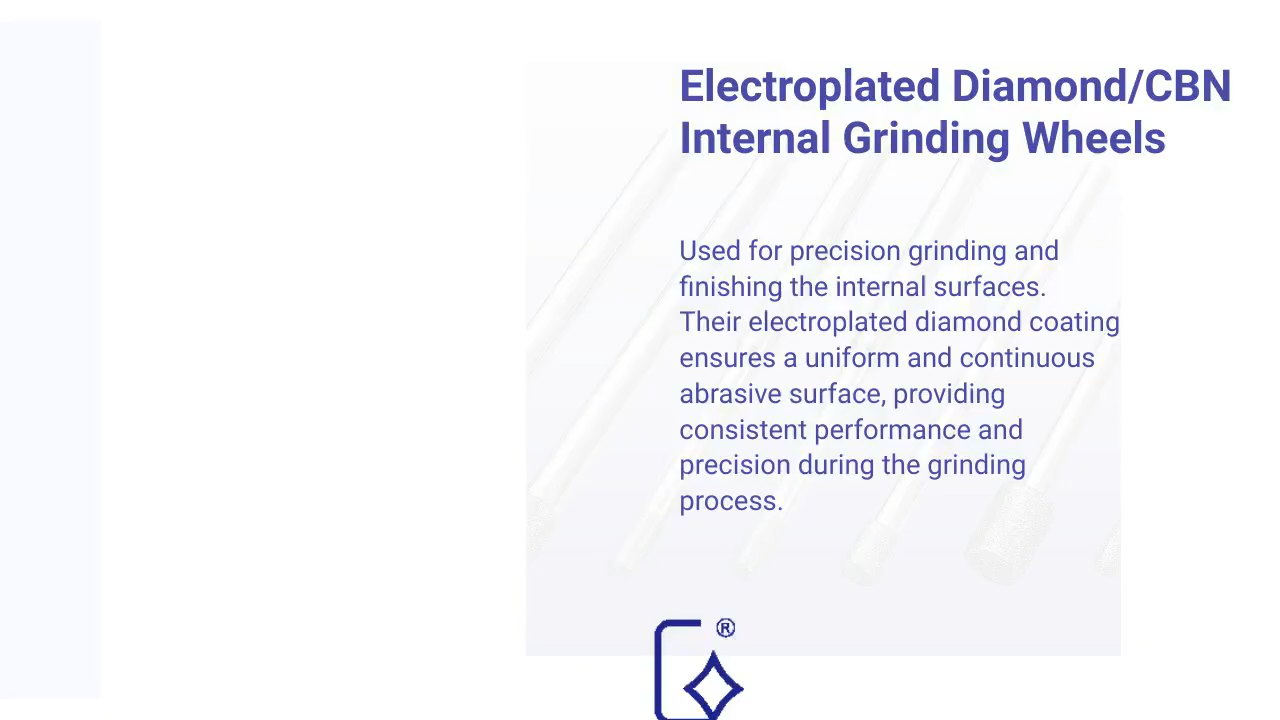 Electroplated Diamond/CBN
Internal Grinding Wheels
Used for precision grinding and
finishing the internal surfaces.
Their electroplated diamond coating
ensures a uniform and continuous
abrasive surface, providing
consistent performance and
precision during the grinding
process.
®